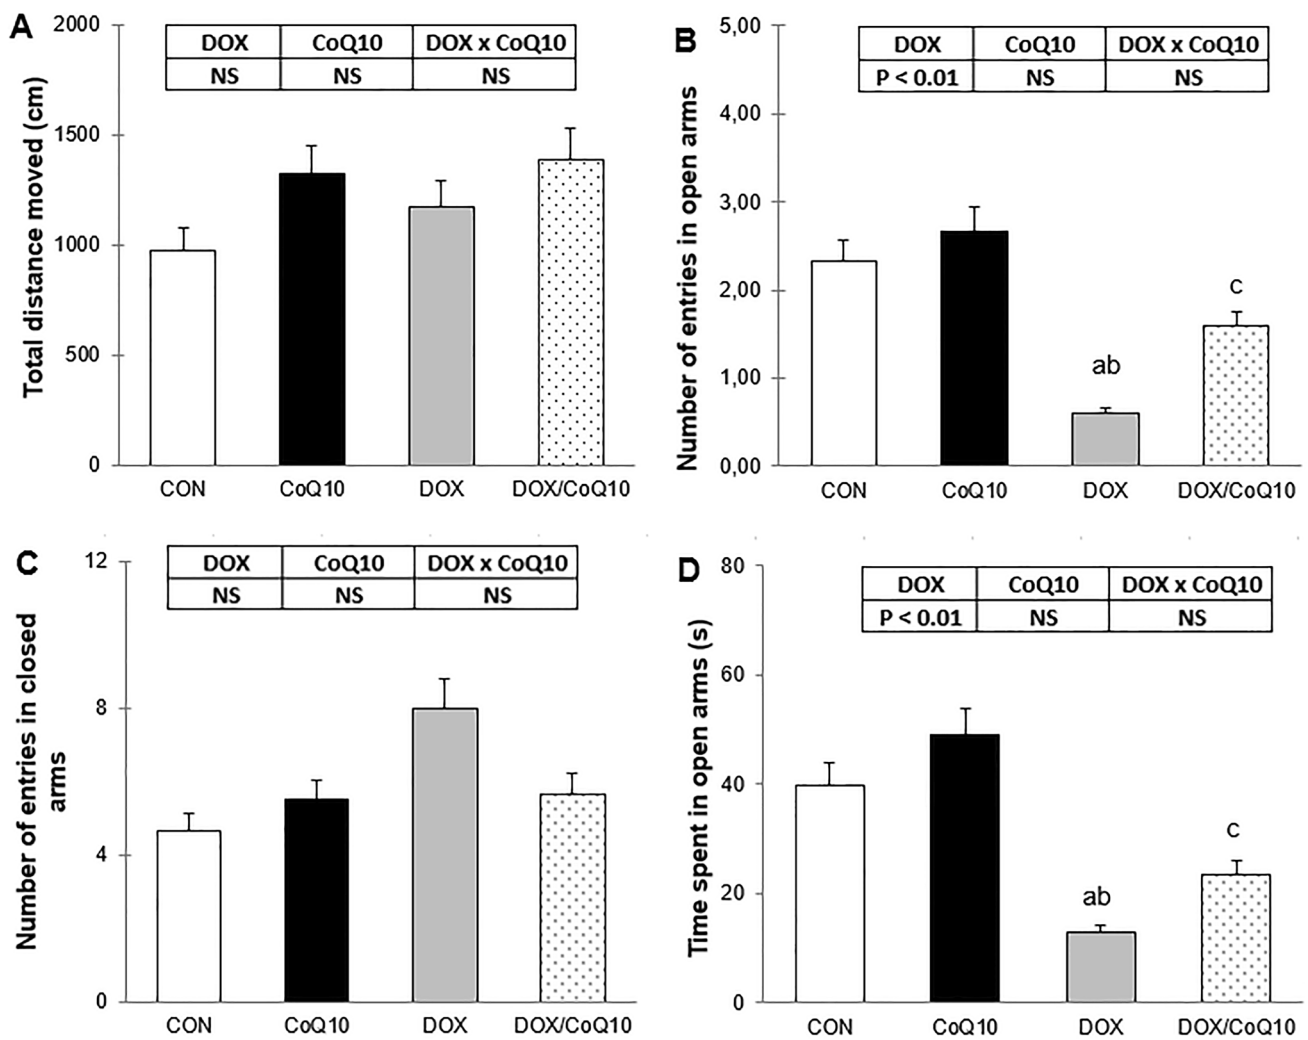 A
Total distance moved (cm)
2000
1500
1000
500
0
DOX CoQ10 DOX x CoQ10
NS NS NS
CON CoQ10 DOX DOX/CoQ10
B
Number of entries in open arms
5,00
4,00
3,00
2,00
1,00
0,00
DOX CoQ10 DOX x CoQ10
P < 0.01 NS NS
ab
c
CON CoQ10 DOX DOX/CoQ10
C
Number of entries in closed
arms
12
8
4
0
DOX CoQ10 DOX x CoQ10
NS NS NS
CON CoQ10 DOX DOX/CoQ10
D
Time spent in open arms (s)
80
60
40
20
0
DOX CoQ10 DOX x CoQ10
P < 0.01 NS NS
ab
c
CON CoQ10 DOX DOX/CoQ10